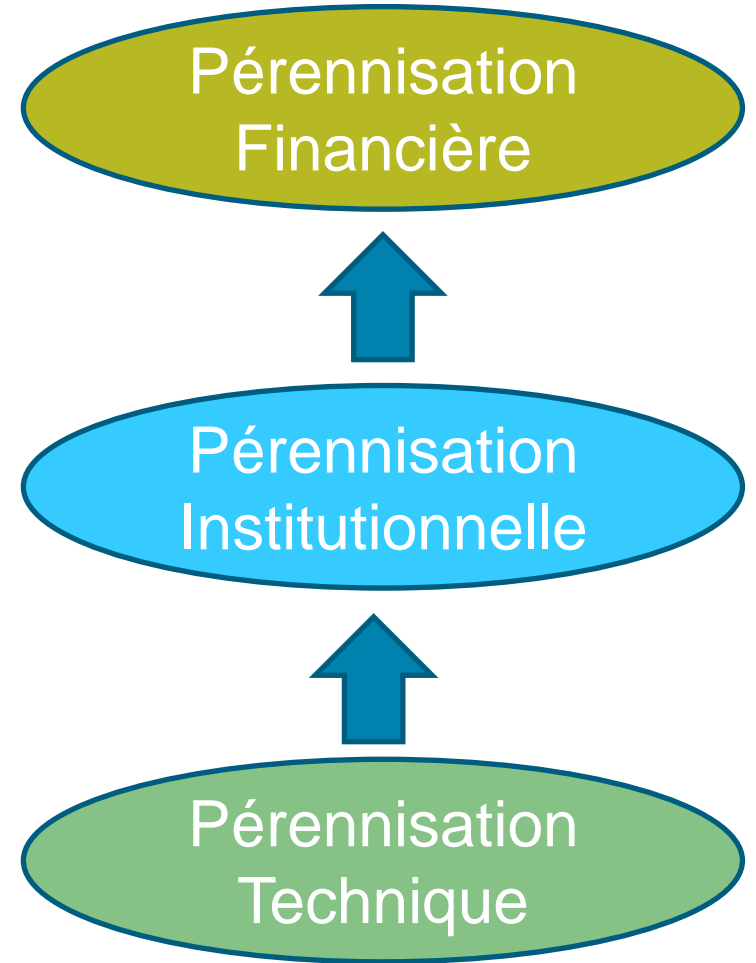 Pérennisation
Financière
Pérennisation
Institutionnelle
Pérennisation
Technique